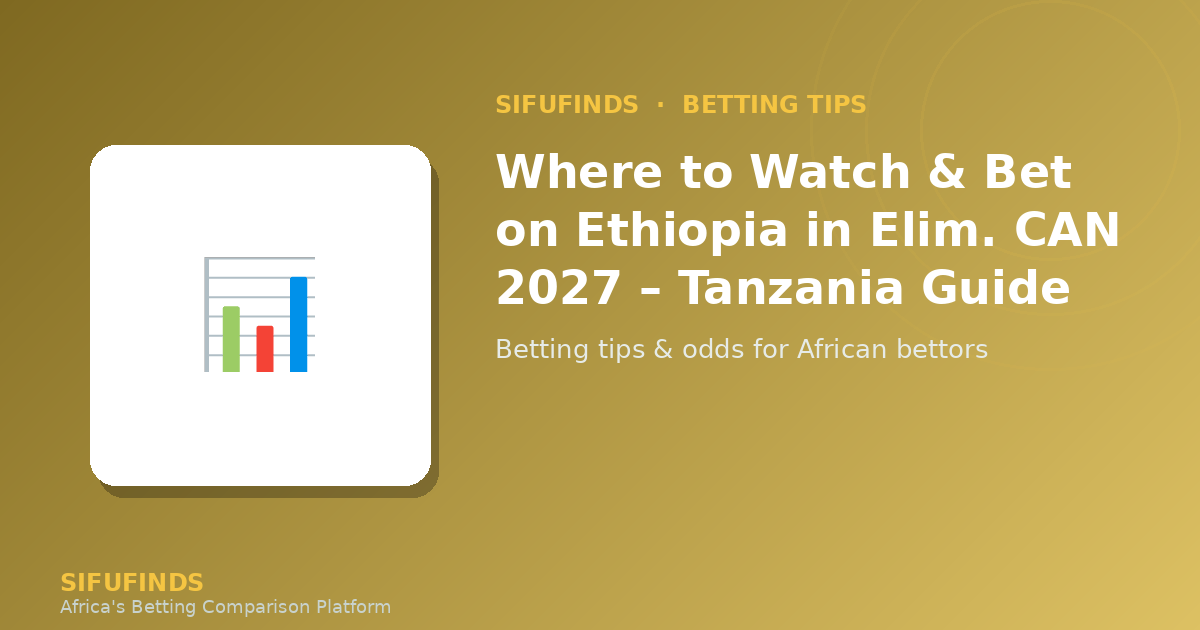 SIFUFINDS · BETTING TIPS
Where to Watch & Bet
on Ethiopia in Elim. CAN
2027 – Tanzania Guide
Betting tips & odds for African bettors
SIFUFINDS
Africa's Betting Comparison Platform